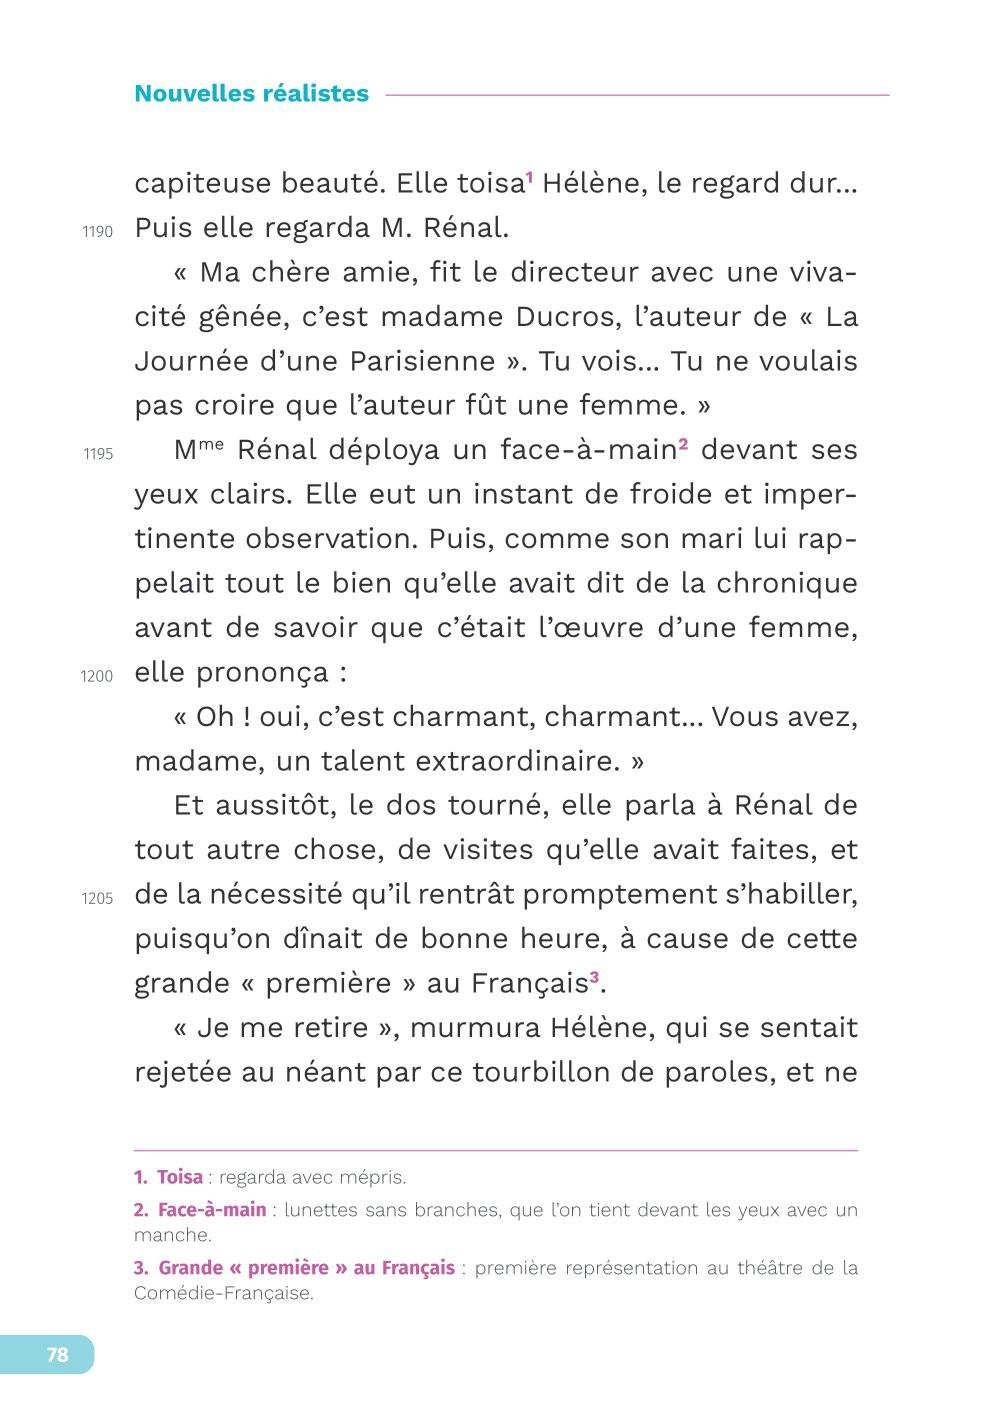 Nouvelles réalistes
capiteuse beauté. Elle toisa¹ Hélène, le regard dur...
1190 Puis elle regarda M. Rénal.
« Ma chère amie, fit le directeur avec une viva-
cité gênée, c’est madame Ducros, l’auteur de « La
Journée d’une Parisienne ». Tu vois... Tu ne voulais
pas croire que l’auteur fût une femme. »
1195 Mᵐᵉ Rénal déploya un face-à-main² devant ses
yeux clairs. Elle eut un instant de froide et imper-
tinente observation. Puis, comme son mari lui rap-
pelait tout le bien qu’elle avait dit de la chronique
avant de savoir que c’était l’œuvre d’une femme,
1200 elle prononça :
« Oh ! oui, c’est charmant, charmant... Vous avez,
madame, un talent extraordinaire. »
Et aussitôt, le dos tourné, elle parla à Rénal de
tout autre chose, de visites qu’elle avait faites, et
1205 de la nécessité qu’il rentrât promptement s’habiller,
puisqu’on dînait de bonne heure, à cause de cette
grande « première » au Français³.
« Je me retire », murmura Hélène, qui se sentait
rejetée au néant par ce tourbillon de paroles, et ne
1. Toisa : regarda avec mépris.
2. Face-à-main : lunettes sans branches, que l’on tient devant les yeux avec un
manche.
3. Grande « première » au Français : première représentation au théâtre de la
Comédie-Française.
78